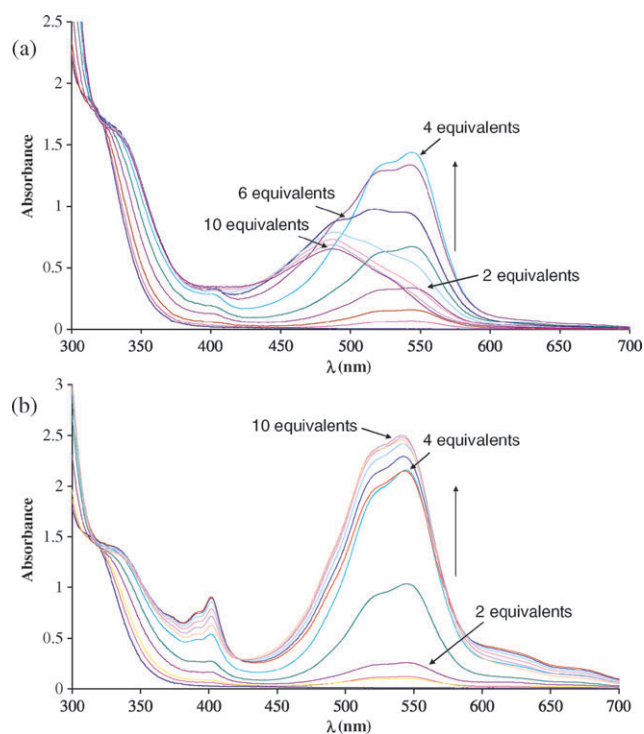 (a)
2.5
2
1.5
1
0.5
0
Absorbance
4 equivalents
6 equivalents
10 equivalents
2 equivalents
300 350 400 450 500 550 600 650 700
λ (nm)
(b)
3
2.5
2
1.5
1
0.5
0
Absorbance
10 equivalents
4 equivalents
2 equivalents
300 350 400 450 500 550 600 650 700
λ (nm)